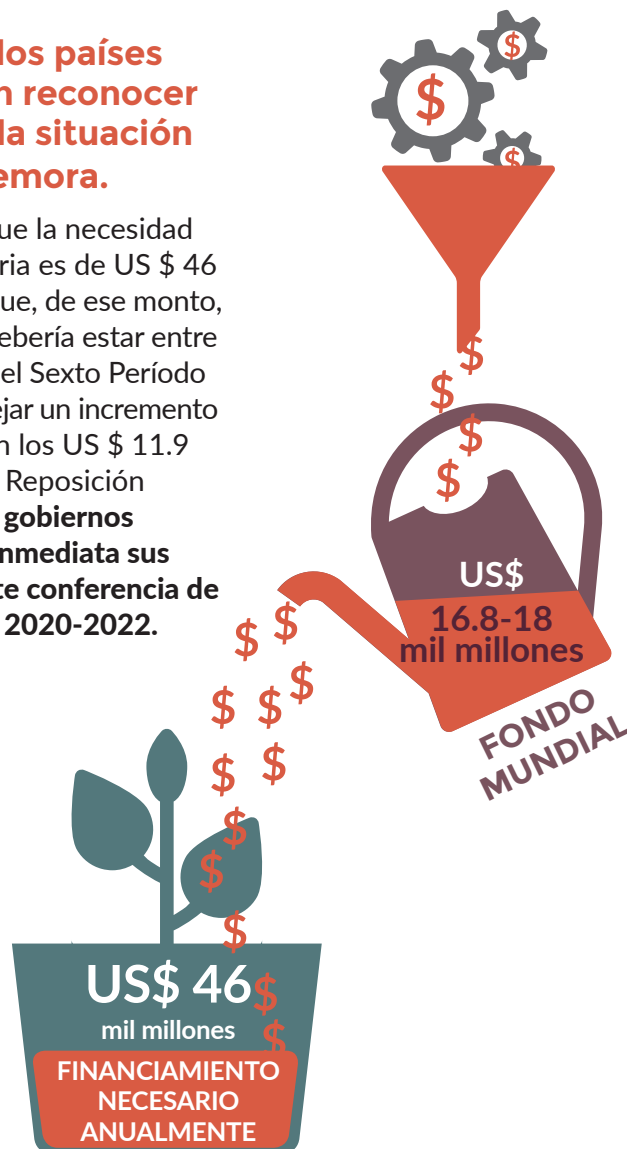 los países
n reconocer
la situación
emora.
ue la necesidad
ria es de US $ 46
ue, de ese monto,
ebería estar entre
el Sexto Período
ejar un incremento
n los US $ 11.9
Reposición
gobiernos
nmediata sus
te conferencia de
2020-2022.
$
$
$
$
$
$
$
US$
16.8-18
mil millones
FONDO
MUNDIAL
$
$
$
$
$
$
$
$
$
$
US$ 46
$
mil millones
$
FINANCIAMIENTO
NECESARIO
ANUALMENTE